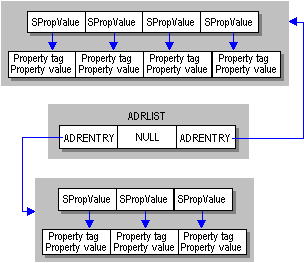 SPropValue SPropValue SPropValue SPropValue
Property tag Property tag Property tag Property tag
Property value Property value Property value Property value
ADRLIST
ADRENTRY NULL ADRENTRY
SPropValue SPropValue SPropValue
Property tag Property tag Property tag
Property value Property value Property value